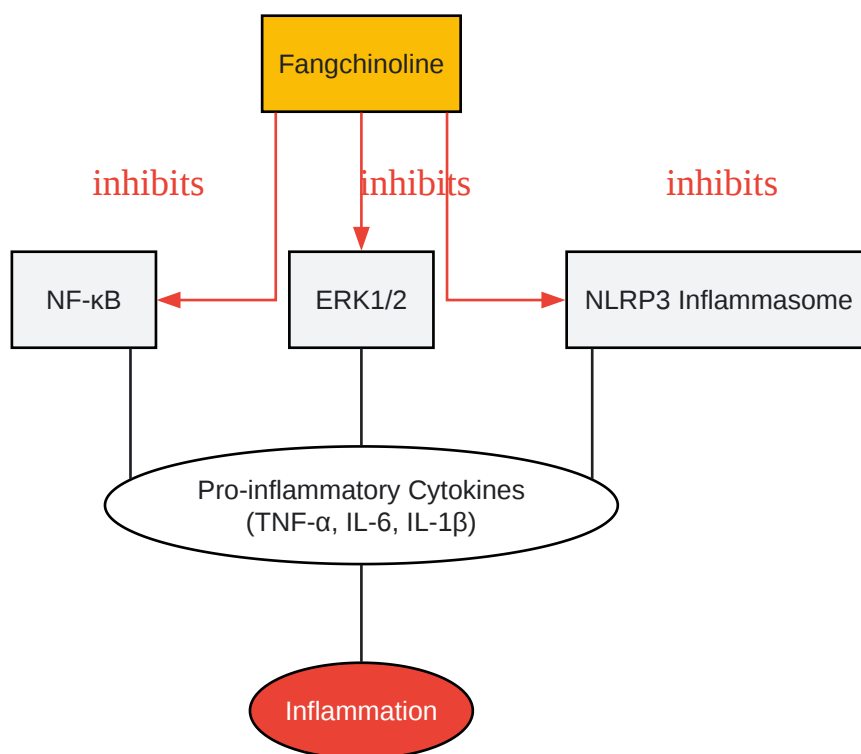 Fangchinoline
inhibits
inhibits
inhibits
NF-κB
ERK1/2
NLRP3 Inflammasome
Pro-inflammatory Cytokines
(TNF-α, IL-6, IL-1β)
Inflammation